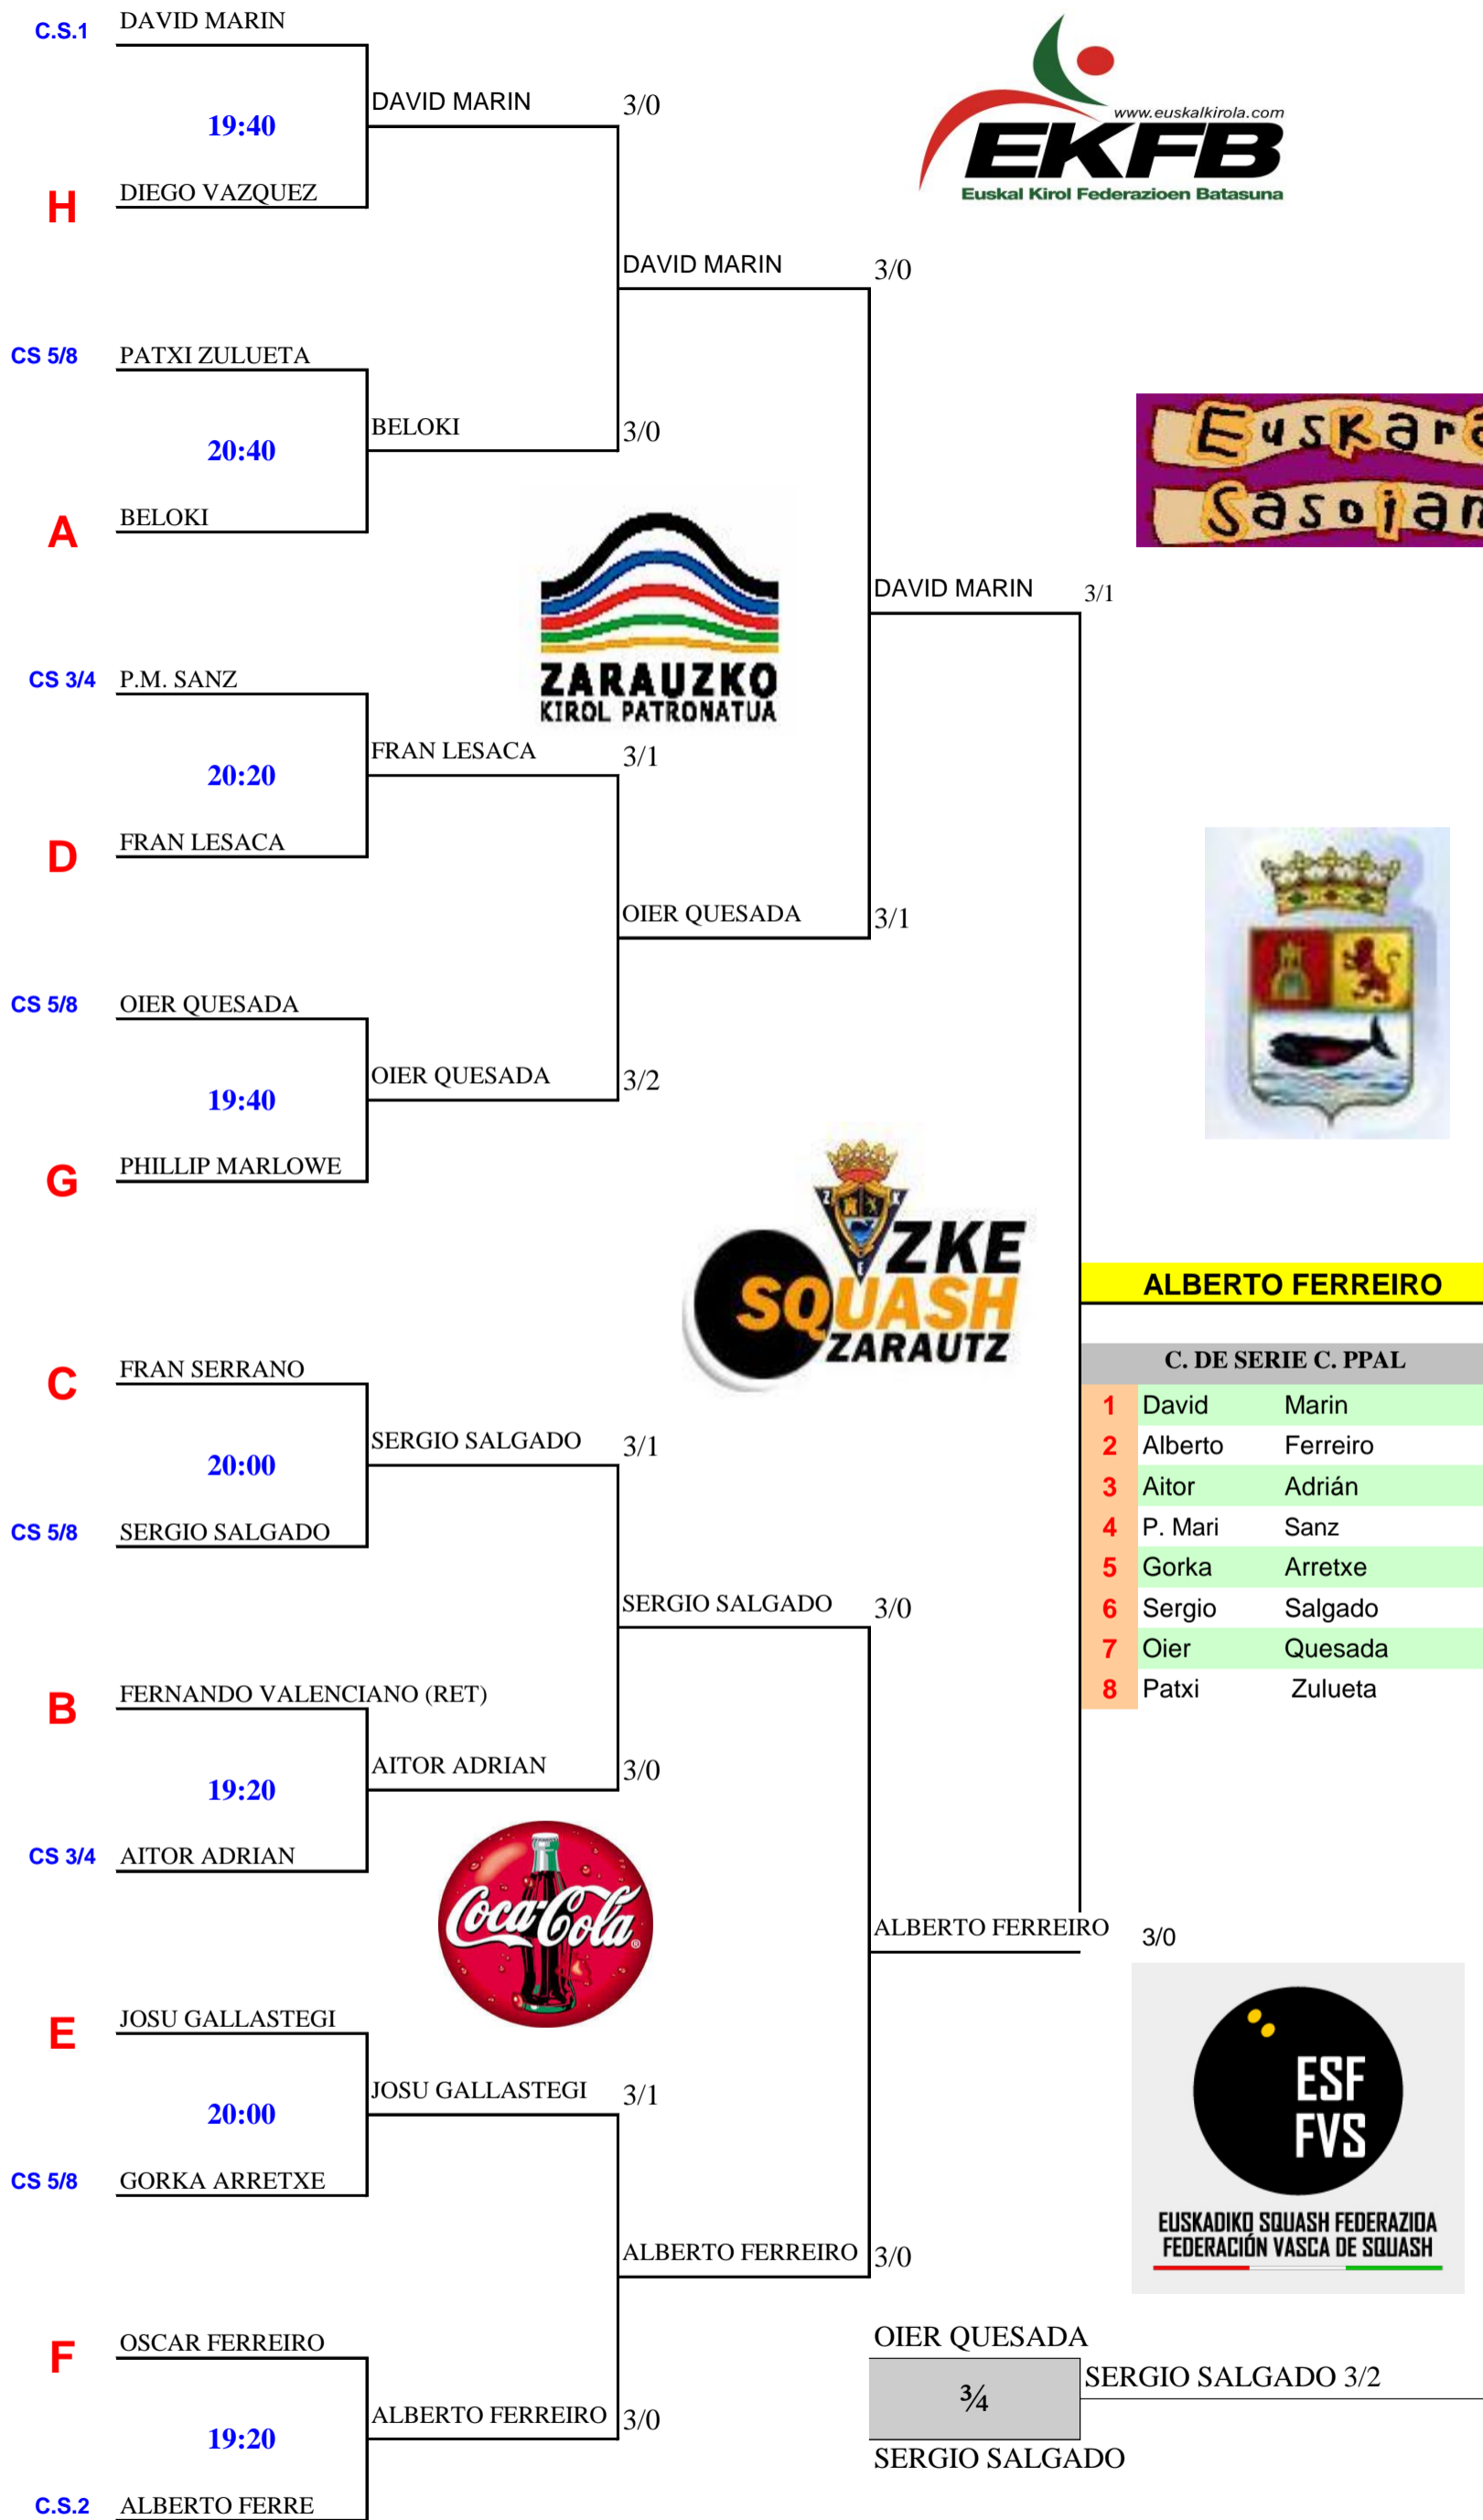 C.S.1 DAVID MARIN
DAVID MARIN 3/0
19:40
H DIEGO VAZQUEZ
www.euskalkirola.com
EKFB
Euskal Kirol Federazioen Batasuna
DAVID MARIN 3/0
CS 5/8 PATXI ZULUETA
BELOKI 3/0
20:40
A BELOKI
Euskara
Sasoian
ZARAUZKO
KIROL PATRONATUA
DAVID MARIN 3/1
CS 3/4 P.M. SANZ
FRAN LESACA 3/1
20:20
D FRAN LESACA
OIER QUESADA 3/1
CS 5/8 OIER QUESADA
OIER QUESADA 3/2
19:40
G PHILLIP MARLOWE
Z K
E
ZKE
SQUASH
ZARAUTZ
ALBERTO FERREIRO
C. DE SERIE C. PPAL
1 David Marin
2 Alberto Ferreiro
3 Aitor Adrián
4 P. Mari Sanz
5 Gorka Arretxe
6 Sergio Salgado
7 Oier Quesada
8 Patxi Zulueta
C FRAN SERRANO
SERGIO SALGADO 3/1
20:00
CS 5/8 SERGIO SALGADO
SERGIO SALGADO 3/0
B FERNANDO VALENCIANO (RET)
AITOR ADRIAN 3/0
19:20
CS 3/4 AITOR ADRIAN
Coca-Cola ®
ALBERTO FERREIRO 3/0
E JOSU GALLASTEGI
JOSU GALLASTEGI 3/1
20:00
CS 5/8 GORKA ARRETXE
ESF
FVS
EUSKADIKO SQUASH FEDERAZIOA
FEDERACIÓN VASCA DE SQUASH
ALBERTO FERREIRO 3/0
F OSCAR FERREIRO
ALBERTO FERREIRO 3/0
19:20
C.S.2 ALBERTO FERRE
OIER QUESADA
¾
SERGIO SALGADO 3/2
SERGIO SALGADO